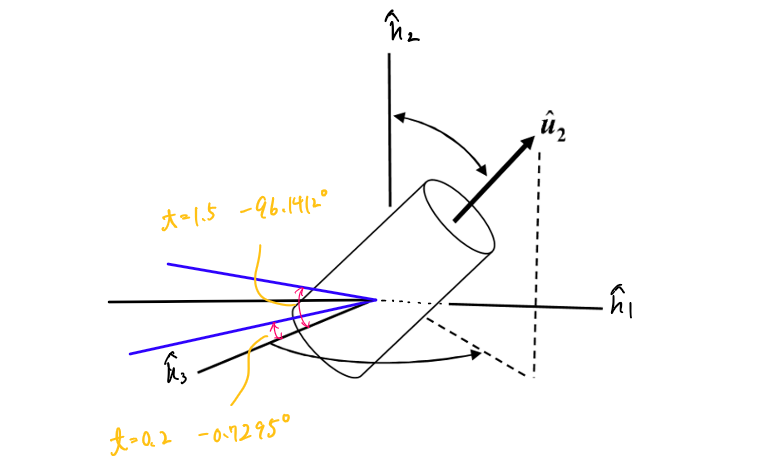 ĥ₂
û₂
t=1.5 -96.1412°
ĥ₁
ĥ₃
t=0.2 -0.7295°